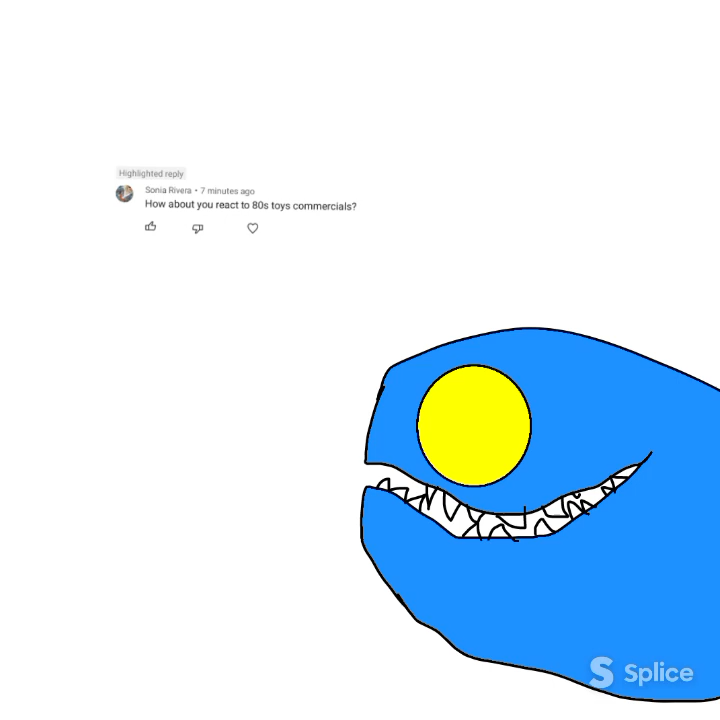 Highlighted reply
Sonia Rivera • 7 minutes ago
How about you react to 80s toys commercials?
Splice